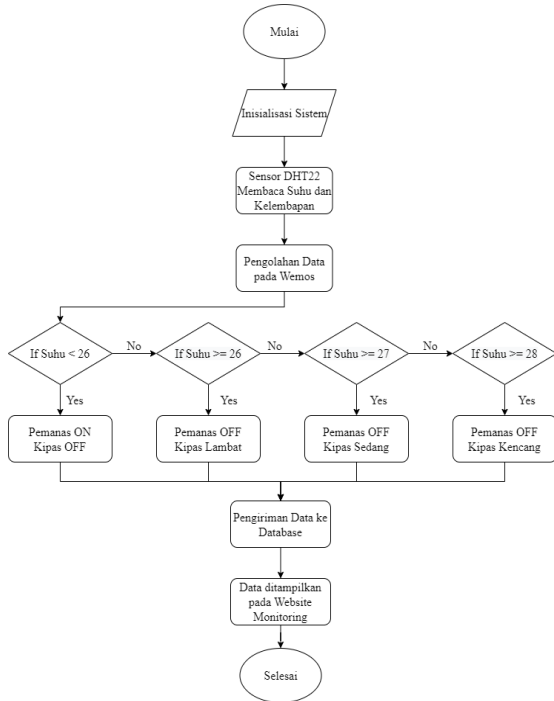 Mulai
Inisialisasi Sistem
Sensor DHT22
Membaca Suhu dan
Kelembapan
Pengolahan Data
pada Wemos
If Suhu < 26
No
If Suhu >= 26
No
If Suhu >= 27
No
If Suhu >= 28
Yes
Yes
Yes
Yes
Pemanas ON
Kipas OFF
Pemanas OFF
Kipas Lambat
Pemanas OFF
Kipas Sedang
Pemanas OFF
Kipas Kencang
Pengiriman Data ke
Database
Data ditampilkan
pada Website
Monitoring
Selesai